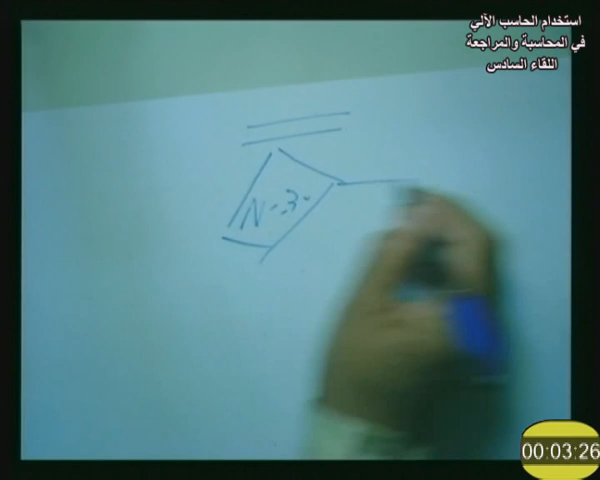 استخدام الحاسب الآلي
في المحاسبة والمراجعة
اللقاء السادس
N-3.
00:03:26